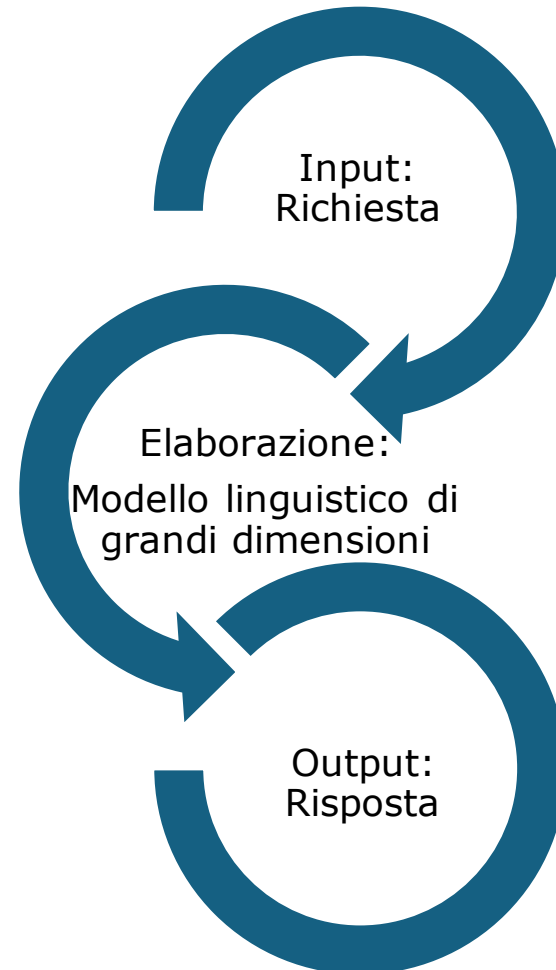 Input:
Richiesta
Elaborazione:
Modello linguistico di
grandi dimensioni
Output:
Risposta